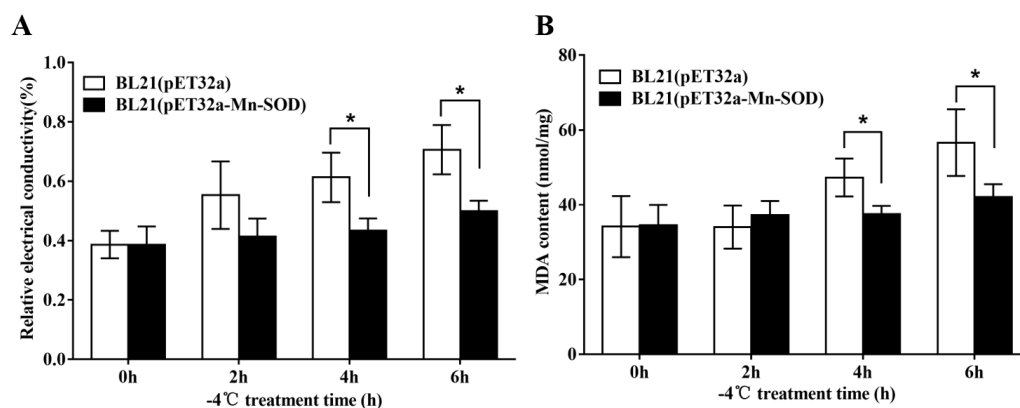 A
Relative electrical conductivity(%)
1.0
0.8
0.6
0.4
0.2
0.0
BL21(pET32a)
BL21(pET32a-Mn-SOD)
*
*
0h
2h
4h
6h
-4℃ treatment time (h)
B
MDA content (nmol/mg)
80
60
40
20
0
BL21(pET32a)
BL21(pET32a-Mn-SOD)
*
*
0h
2h
4h
6h
-4℃ treatment time (h)